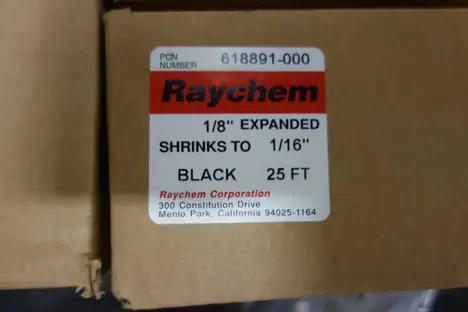 PCN
NUMBER 618891-000
Raychem
1/8" EXPANDED
SHRINKS TO 1/16"
BLACK 25 FT
Raychem Corporation
300 Constitution Drive
Menlo Park, California 94025-1164